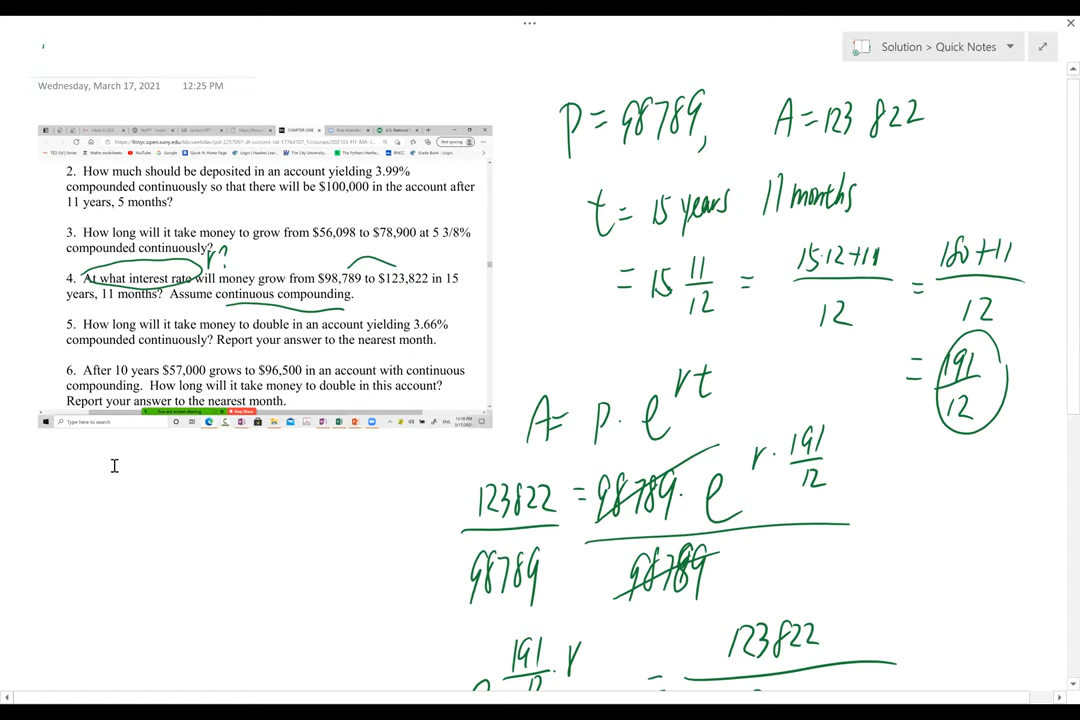 Solution > Quick Notes
Wednesday, March 17, 2021 12:25 PM
2. How much should be deposited in an account yielding 3.99%
compounded continuously so that there will be $100,000 in the account after
11 years, 5 months?
3. How long will it take money to grow from $56,098 to $78,900 at 5 3/8%
compounded continuously?
r?
4. At what interest rate will money grow from $98,789 to $123,822 in 15
years, 11 months? Assume continuous compounding.
5. How long will it take money to double in an account yielding 3.66%
compounded continuously? Report your answer to the nearest month.
6. After 10 years $57,000 grows to $96,500 in an account with continuous
compounding. How long will it take money to double in this account?
Report your answer to the nearest month.
Type here to search
P = 98789, A = 123 822
t = 15 years 11 months
= 15 11/12 = 15·12+11/12 = 180+11/12
= 191/12
A = P · e^rt
123822/98789 = 98789 · e^r·191/12 / 98789
191/12 · r = 123822